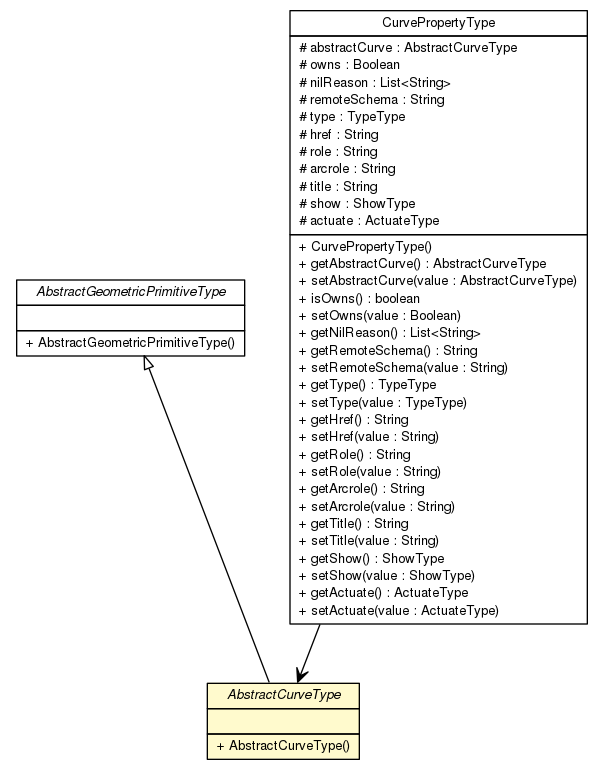 CurvePropertyType
# abstractCurve : AbstractCurveType
# owns : Boolean
# nilReason : List<String>
# remoteSchema : String
# type : TypeType
# href : String
# role : String
# arcrole : String
# title : String
# show : ShowType
# actuate : ActuateType
+ CurvePropertyType()
+ getAbstractCurve() : AbstractCurveType
+ setAbstractCurve(value : AbstractCurveType)
+ isOwns() : boolean
+ setOwns(value : Boolean)
+ getNilReason() : List<String>
+ getRemoteSchema() : String
+ setRemoteSchema(value : String)
+ getType() : TypeType
+ setType(value : TypeType)
+ getHref() : String
+ setHref(value : String)
+ getRole() : String
+ setRole(value : String)
+ getArcrole() : String
+ setArcrole(value : String)
+ getTitle() : String
+ setTitle(value : String)
+ getShow() : ShowType
+ setShow(value : ShowType)
+ getActuate() : ActuateType
+ setActuate(value : ActuateType)
AbstractGeometricPrimitiveType
+ AbstractGeometricPrimitiveType()
AbstractCurveType
+ AbstractCurveType()